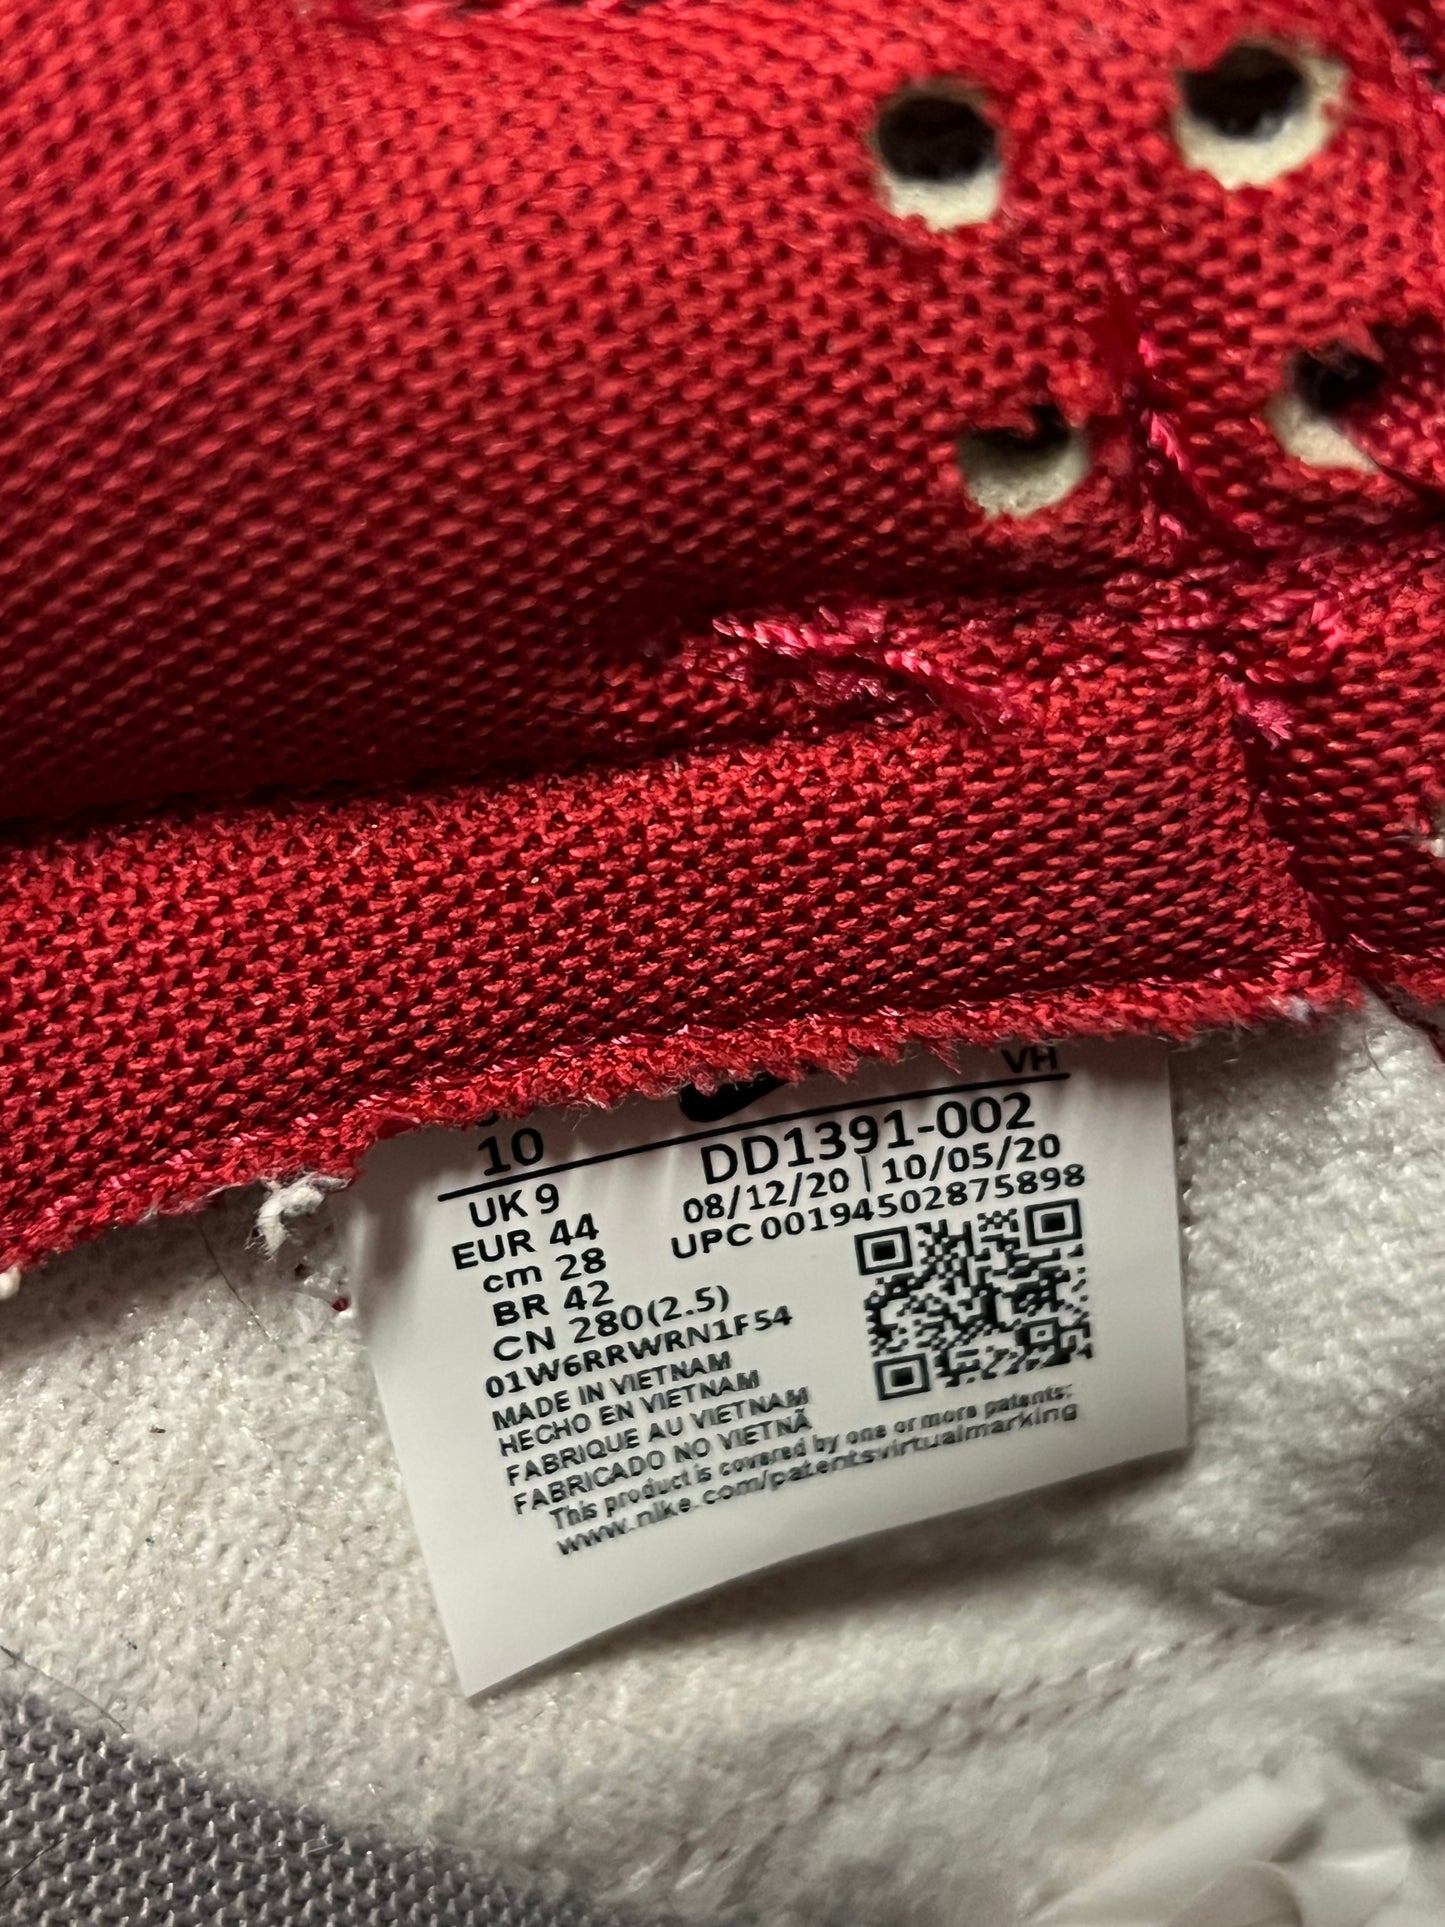 VH
10
DD1391-002
UK 9
08/12/20 | 10/05/20
EUR 44
UPC 00194502875898
cm 28
BR 42
CN 280(2.5)
01W6RRWRN1F54
MADE IN VIETNAM
HECHO EN VIETNAM
FABRIQUE AU VIETNAM
FABRICADO NO VIETNÃ
This product is covered by one or more patents:
www.nike.com/patentsvirtualmarking